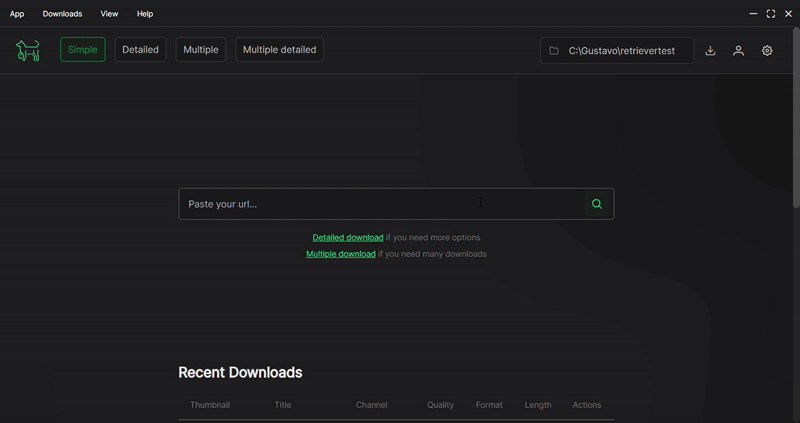 App Downloads View Help
Simple Detailed Multiple Multiple detailed C:\Gustavo\retrievertest
Paste your url...
Detailed download if you need more options
Multiple download if you need many downloads
Recent Downloads
Thumbnail Title Channel Quality Format Length Actions